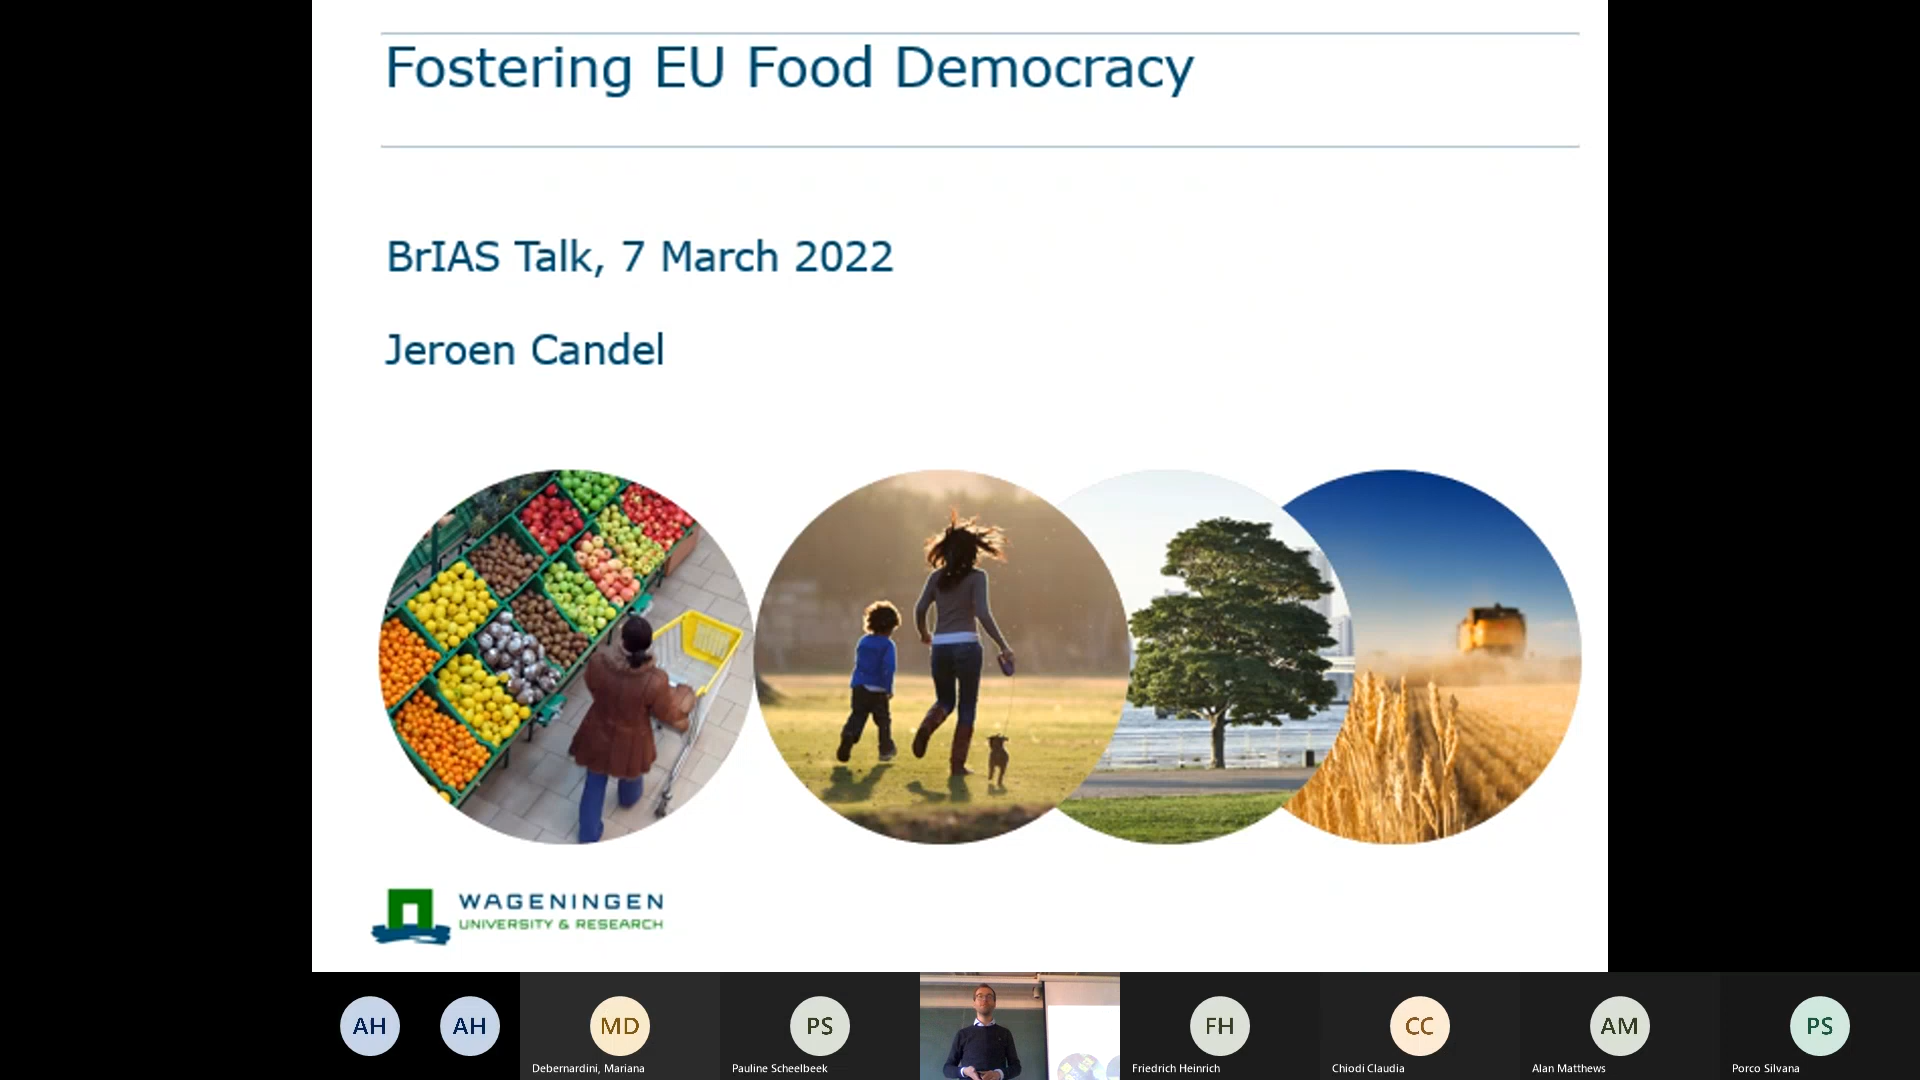 Fostering EU Food Democracy
BrIAS Talk, 7 March 2022
Jeroen Candel
WAGENINGEN
UNIVERSITY & RESEARCH
AH
AH
MD
Debernardini, Mariana
PS
Pauline Scheelbeek
FH
Friedrich Heinrich
CC
Chiodi Claudia
AM
Alan Matthews
PS
Porco Silvana